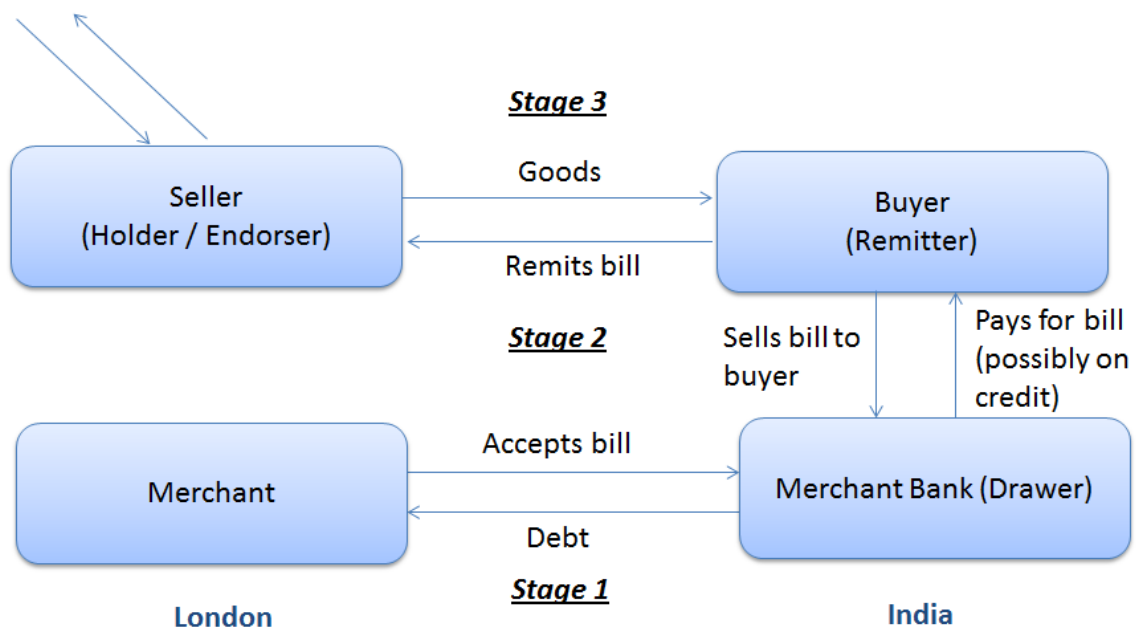 Stage 3
Seller
(Holder / Endorser)
Goods
Remits bill
Buyer
(Remitter)
Stage 2
Sells bill to
buyer
Pays for bill
(possibly on
credit)
Merchant
Accepts bill
Debt
Merchant Bank (Drawer)
Stage 1
London
India